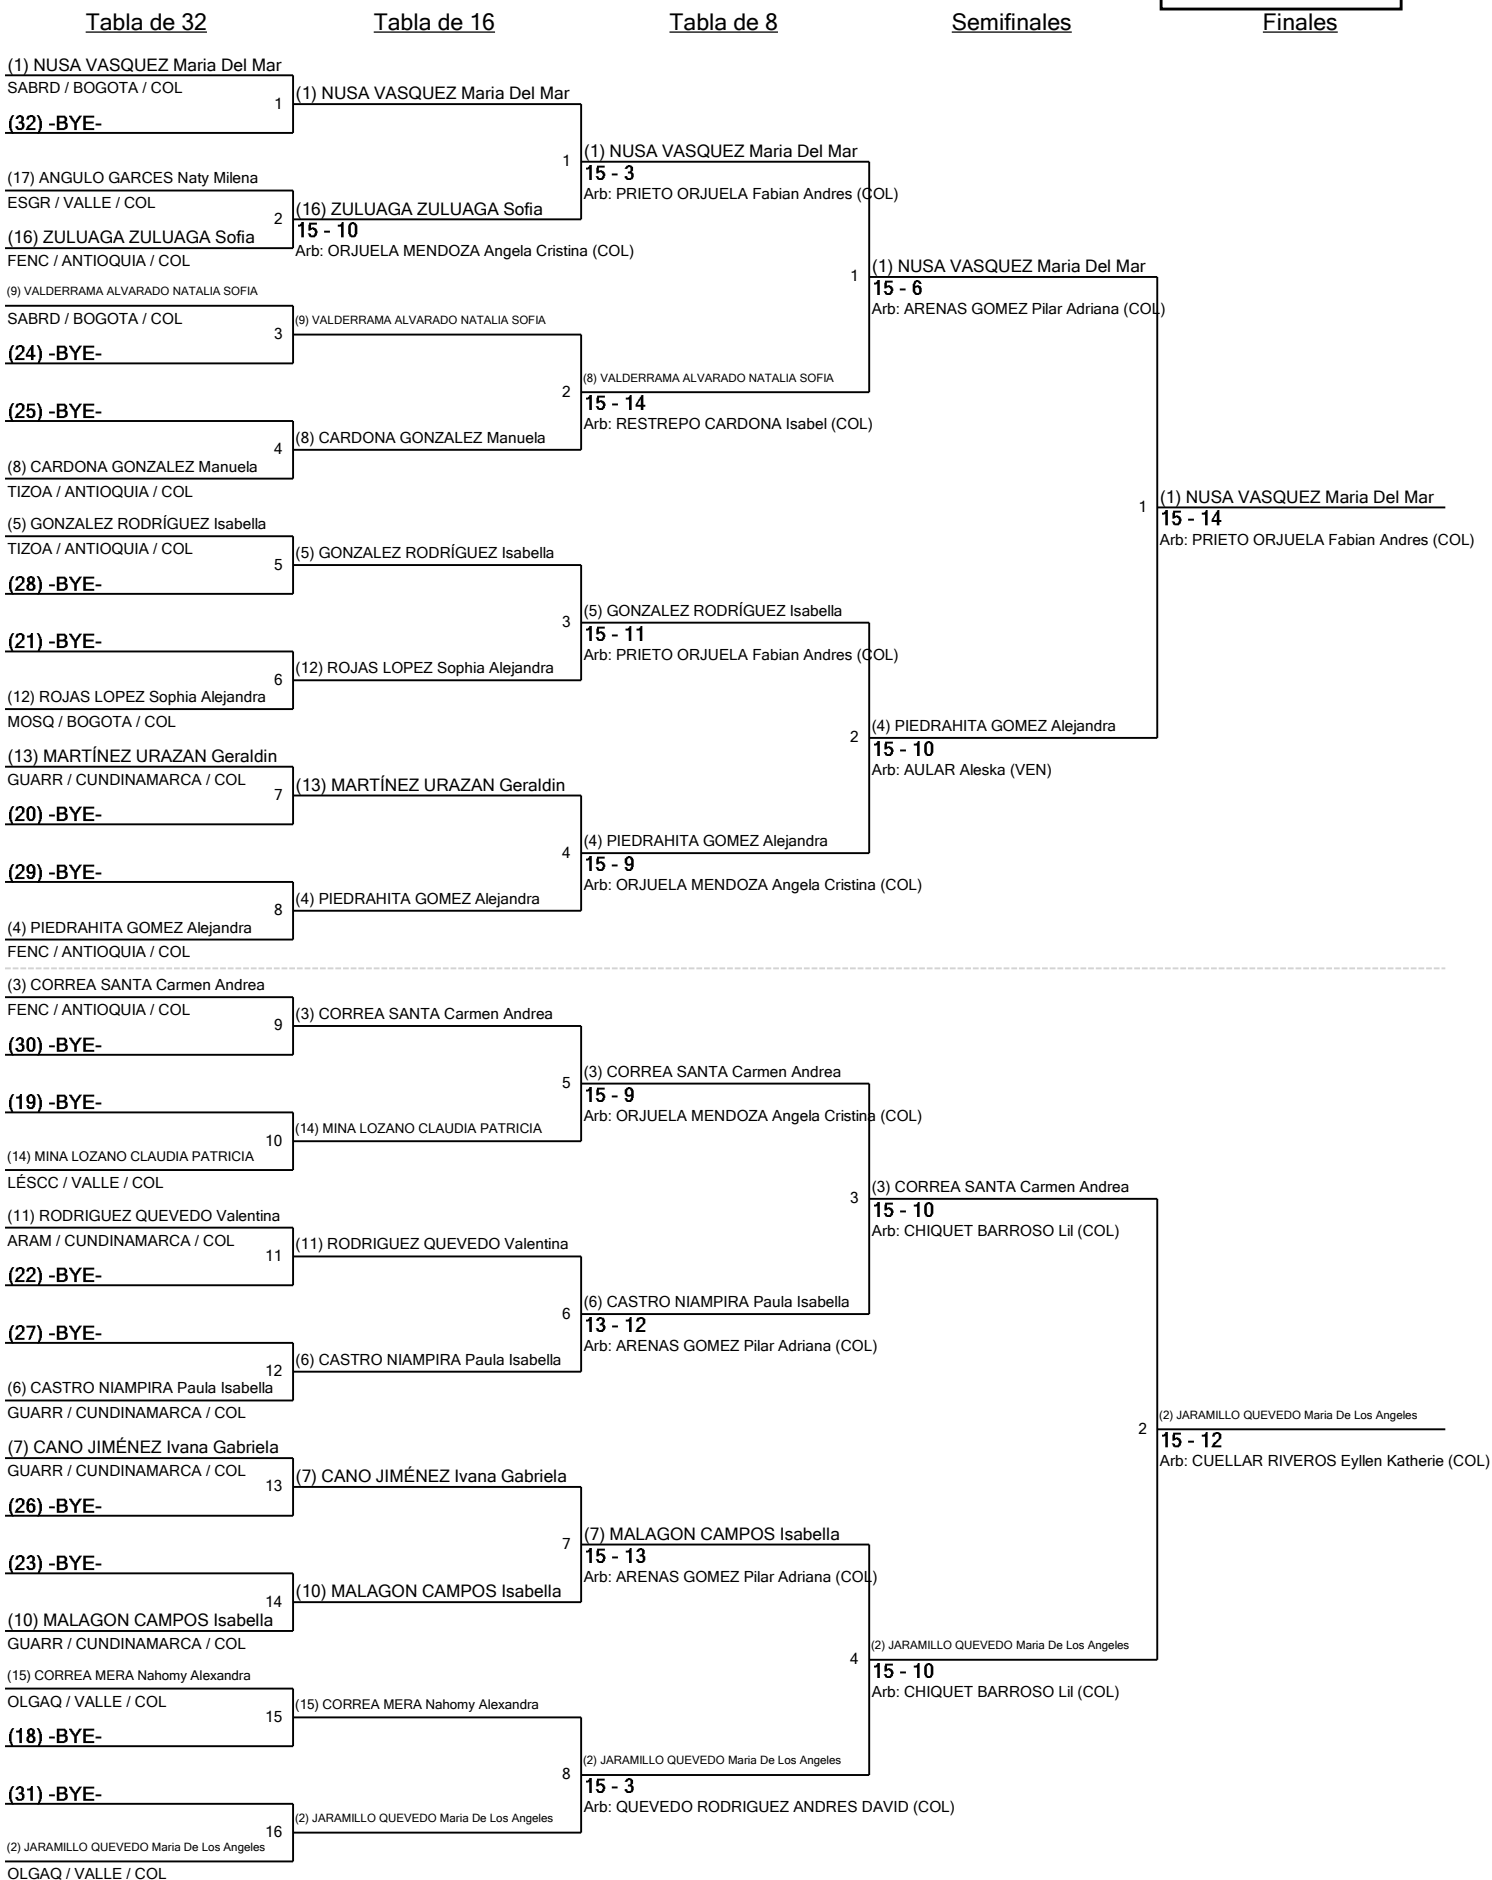 Tabla de 32
Tabla de 16
Tabla de 8
Semifinales
Finales
(1) NUSA VASQUEZ Maria Del Mar
SABRD / BOGOTA / COL
1
(32) -BYE-
(17) ANGULO GARCES Naty Milena
ESGR / VALLE / COL
2
(16) ZULUAGA ZULUAGA Sofia
FENC / ANTIOQUIA / COL
(9) VALDERRAMA ALVARADO NATALIA SOFIA
SABRD / BOGOTA / COL
3
(24) -BYE-
(25) -BYE-
4
(8) CARDONA GONZALEZ Manuela
TIZOA / ANTIOQUIA / COL
(5) GONZALEZ RODRÍGUEZ Isabella
TIZOA / ANTIOQUIA / COL
5
(28) -BYE-
(21) -BYE-
6
(12) ROJAS LOPEZ Sophia Alejandra
MOSQ / BOGOTA / COL
(13) MARTÍNEZ URAZAN Geraldin
GUARR / CUNDINAMARCA / COL
7
(20) -BYE-
(29) -BYE-
8
(4) PIEDRAHITA GOMEZ Alejandra
FENC / ANTIOQUIA / COL
(3) CORREA SANTA Carmen Andrea
FENC / ANTIOQUIA / COL
9
(30) -BYE-
(19) -BYE-
10
(14) MINA LOZANO CLAUDIA PATRICIA
LÉSCC / VALLE / COL
(11) RODRIGUEZ QUEVEDO Valentina
ARAM / CUNDINAMARCA / COL
11
(22) -BYE-
(27) -BYE-
12
(6) CASTRO NIAMPIRA Paula Isabella
GUARR / CUNDINAMARCA / COL
(7) CANO JIMÉNEZ Ivana Gabriela
GUARR / CUNDINAMARCA / COL
13
(26) -BYE-
(23) -BYE-
14
(10) MALAGON CAMPOS Isabella
GUARR / CUNDINAMARCA / COL
(15) CORREA MERA Nahomy Alexandra
OLGAQ / VALLE / COL
15
(18) -BYE-
(31) -BYE-
16
(2) JARAMILLO QUEVEDO Maria De Los Angeles
OLGAQ / VALLE / COL
(1) NUSA VASQUEZ Maria Del Mar
1
(16) ZULUAGA ZULUAGA Sofia
15 - 10
Arb: ORJUELA MENDOZA Angela Cristina (COL)
(9) VALDERRAMA ALVARADO NATALIA SOFIA
2
(8) CARDONA GONZALEZ Manuela
(5) GONZALEZ RODRÍGUEZ Isabella
3
(12) ROJAS LOPEZ Sophia Alejandra
(13) MARTÍNEZ URAZAN Geraldin
4
(4) PIEDRAHITA GOMEZ Alejandra
(3) CORREA SANTA Carmen Andrea
5
(14) MINA LOZANO CLAUDIA PATRICIA
(11) RODRIGUEZ QUEVEDO Valentina
6
(6) CASTRO NIAMPIRA Paula Isabella
(7) CANO JIMÉNEZ Ivana Gabriela
7
(10) MALAGON CAMPOS Isabella
(15) CORREA MERA Nahomy Alexandra
8
(2) JARAMILLO QUEVEDO Maria De Los Angeles
(1) NUSA VASQUEZ Maria Del Mar
15 - 3
Arb: PRIETO ORJUELA Fabian Andres (COL)
1
(8) VALDERRAMA ALVARADO NATALIA SOFIA
15 - 14
Arb: RESTREPO CARDONA Isabel (COL)
(5) GONZALEZ RODRÍGUEZ Isabella
15 - 11
Arb: PRIETO ORJUELA Fabian Andres (COL)
2
(4) PIEDRAHITA GOMEZ Alejandra
15 - 9
Arb: ORJUELA MENDOZA Angela Cristina (COL)
(3) CORREA SANTA Carmen Andrea
15 - 9
Arb: ORJUELA MENDOZA Angela Cristina (COL)
3
(6) CASTRO NIAMPIRA Paula Isabella
13 - 12
Arb: ARENAS GOMEZ Pilar Adriana (COL)
(7) MALAGON CAMPOS Isabella
15 - 13
Arb: ARENAS GOMEZ Pilar Adriana (COL)
4
(2) JARAMILLO QUEVEDO Maria De Los Angeles
15 - 3
Arb: QUEVEDO RODRIGUEZ ANDRES DAVID (COL)
(1) NUSA VASQUEZ Maria Del Mar
15 - 6
Arb: ARENAS GOMEZ Pilar Adriana (COL)
1
(4) PIEDRAHITA GOMEZ Alejandra
15 - 10
Arb: AULAR Aleska (VEN)
(3) CORREA SANTA Carmen Andrea
15 - 10
Arb: CHIQUET BARROSO Lil (COL)
2
(2) JARAMILLO QUEVEDO Maria De Los Angeles
15 - 10
Arb: CHIQUET BARROSO Lil (COL)
(1) NUSA VASQUEZ Maria Del Mar
15 - 14
Arb: PRIETO ORJUELA Fabian Andres (COL)
(2) JARAMILLO QUEVEDO Maria De Los Angeles
15 - 12
Arb: CUELLAR RIVEROS Eyllen Katherie (COL)